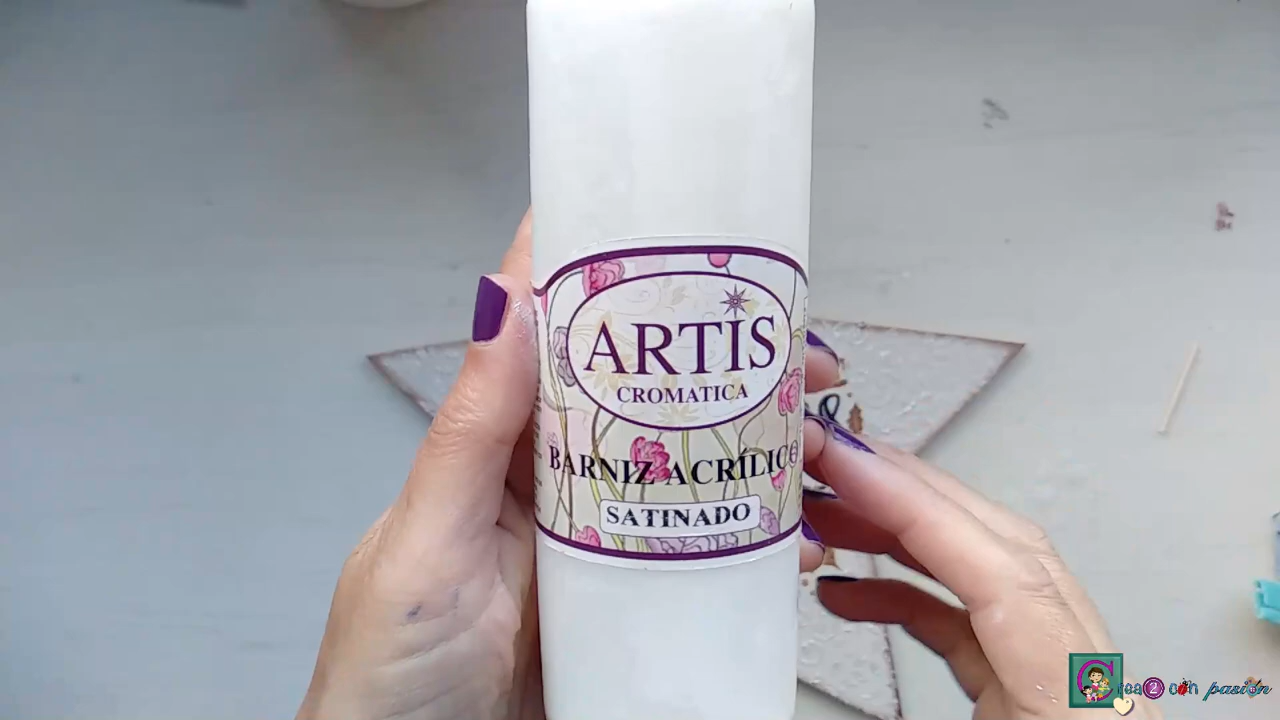 ARTIS
CROMATICA
BARNIZ ACRÍLICO
SATINADO
Crea2 con pasión